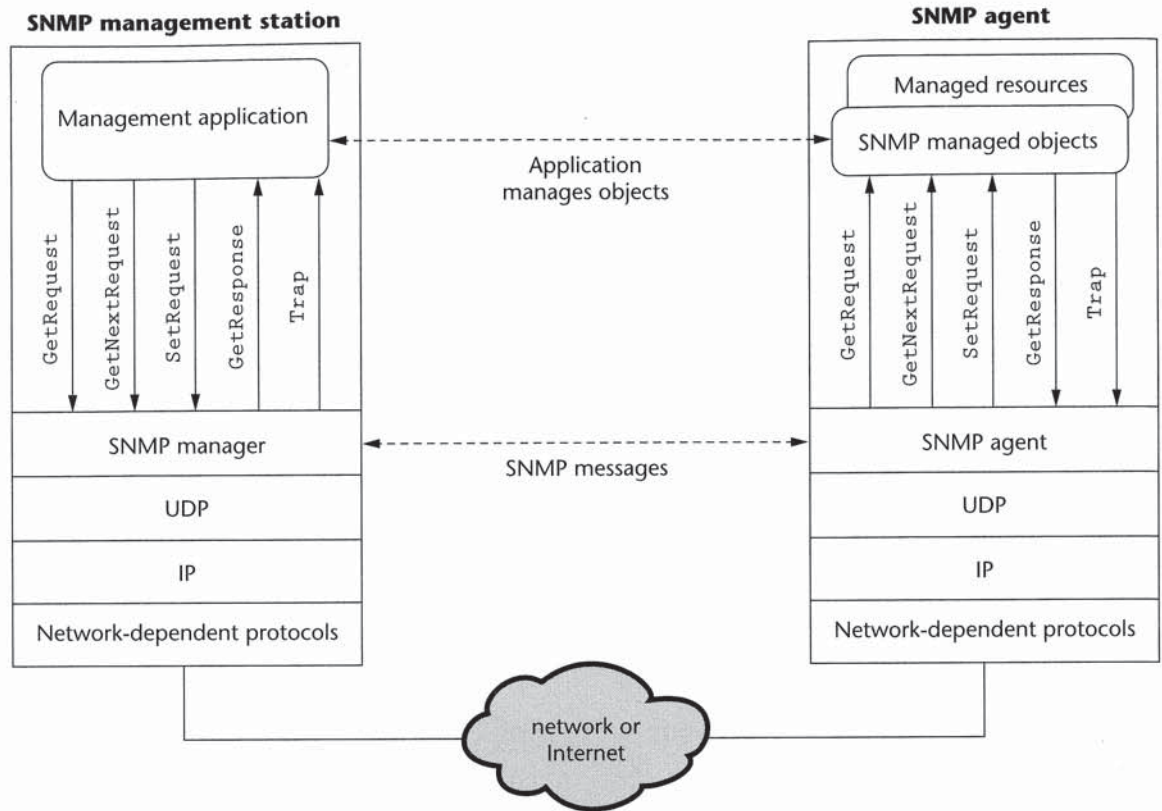 SNMP management station
SNMP agent
Management application
Managed resources
SNMP managed objects
Application
manages objects
GetRequest
GetNextRequest
SetRequest
GetResponse
Trap
GetRequest
GetNextRequest
SetRequest
GetResponse
Trap
SNMP manager
SNMP messages
SNMP agent
UDP
UDP
IP
IP
Network-dependent protocols
Network-dependent protocols
network or
Internet